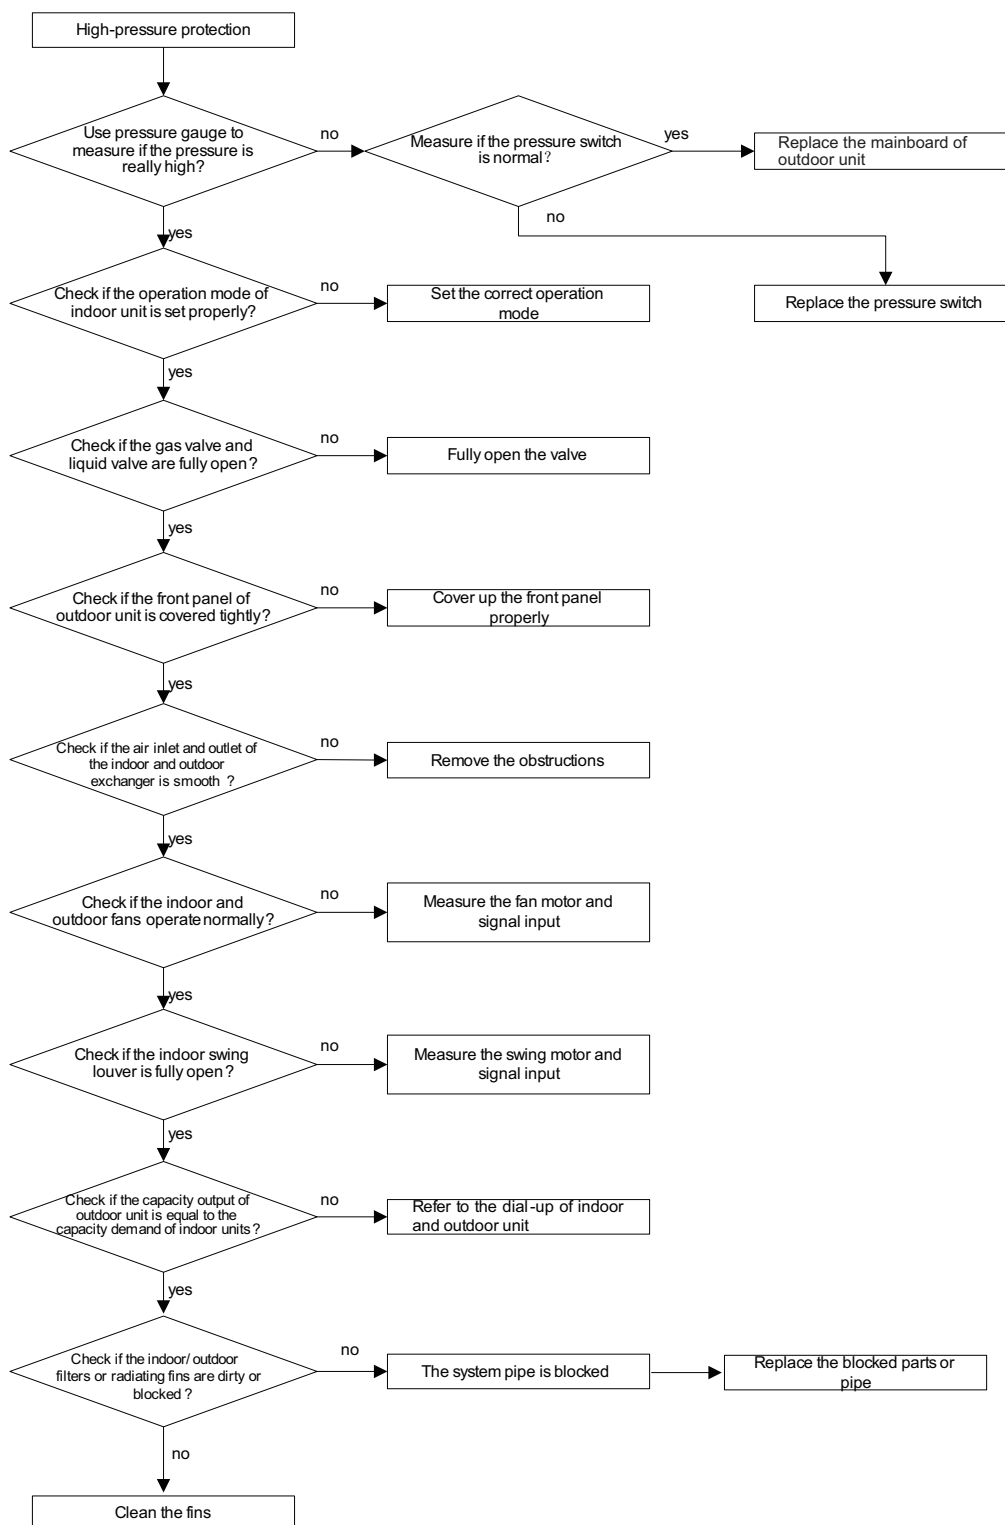 High-pressure protection
Use pressure gauge to
measure if the pressure is
really high?
no
Measure if the pressure switch
is normal?
yes
Replace the mainboard of
outdoor unit
no
Replace the pressure switch
yes
Check if the operation mode of
indoor unit is set properly?
no
Set the correct operation
mode
yes
Check if the gas valve and
liquid valve are fully open?
no
Fully open the valve
yes
Check if the front panel of
outdoor unit is covered tightly?
no
Cover up the front panel
properly
yes
Check if the air inlet and outlet of
the indoor and outdoor
exchanger is smooth ?
no
Remove the obstructions
yes
Check if the indoor and
outdoor fans operate normally?
no
Measure the fan motor and
signal input
yes
Check if the indoor swing
louver is fully open?
no
Measure the swing motor and
signal input
yes
Check if the capacity output of
outdoor unit is equal to the
capacity demand of indoor units?
no
Refer to the dial-up of indoor
and outdoor unit
yes
Check if the indoor/ outdoor
filters or radiating fins are dirty or
blocked?
no
The system pipe is blocked
Replace the blocked parts or
pipe
no
Clean the fins